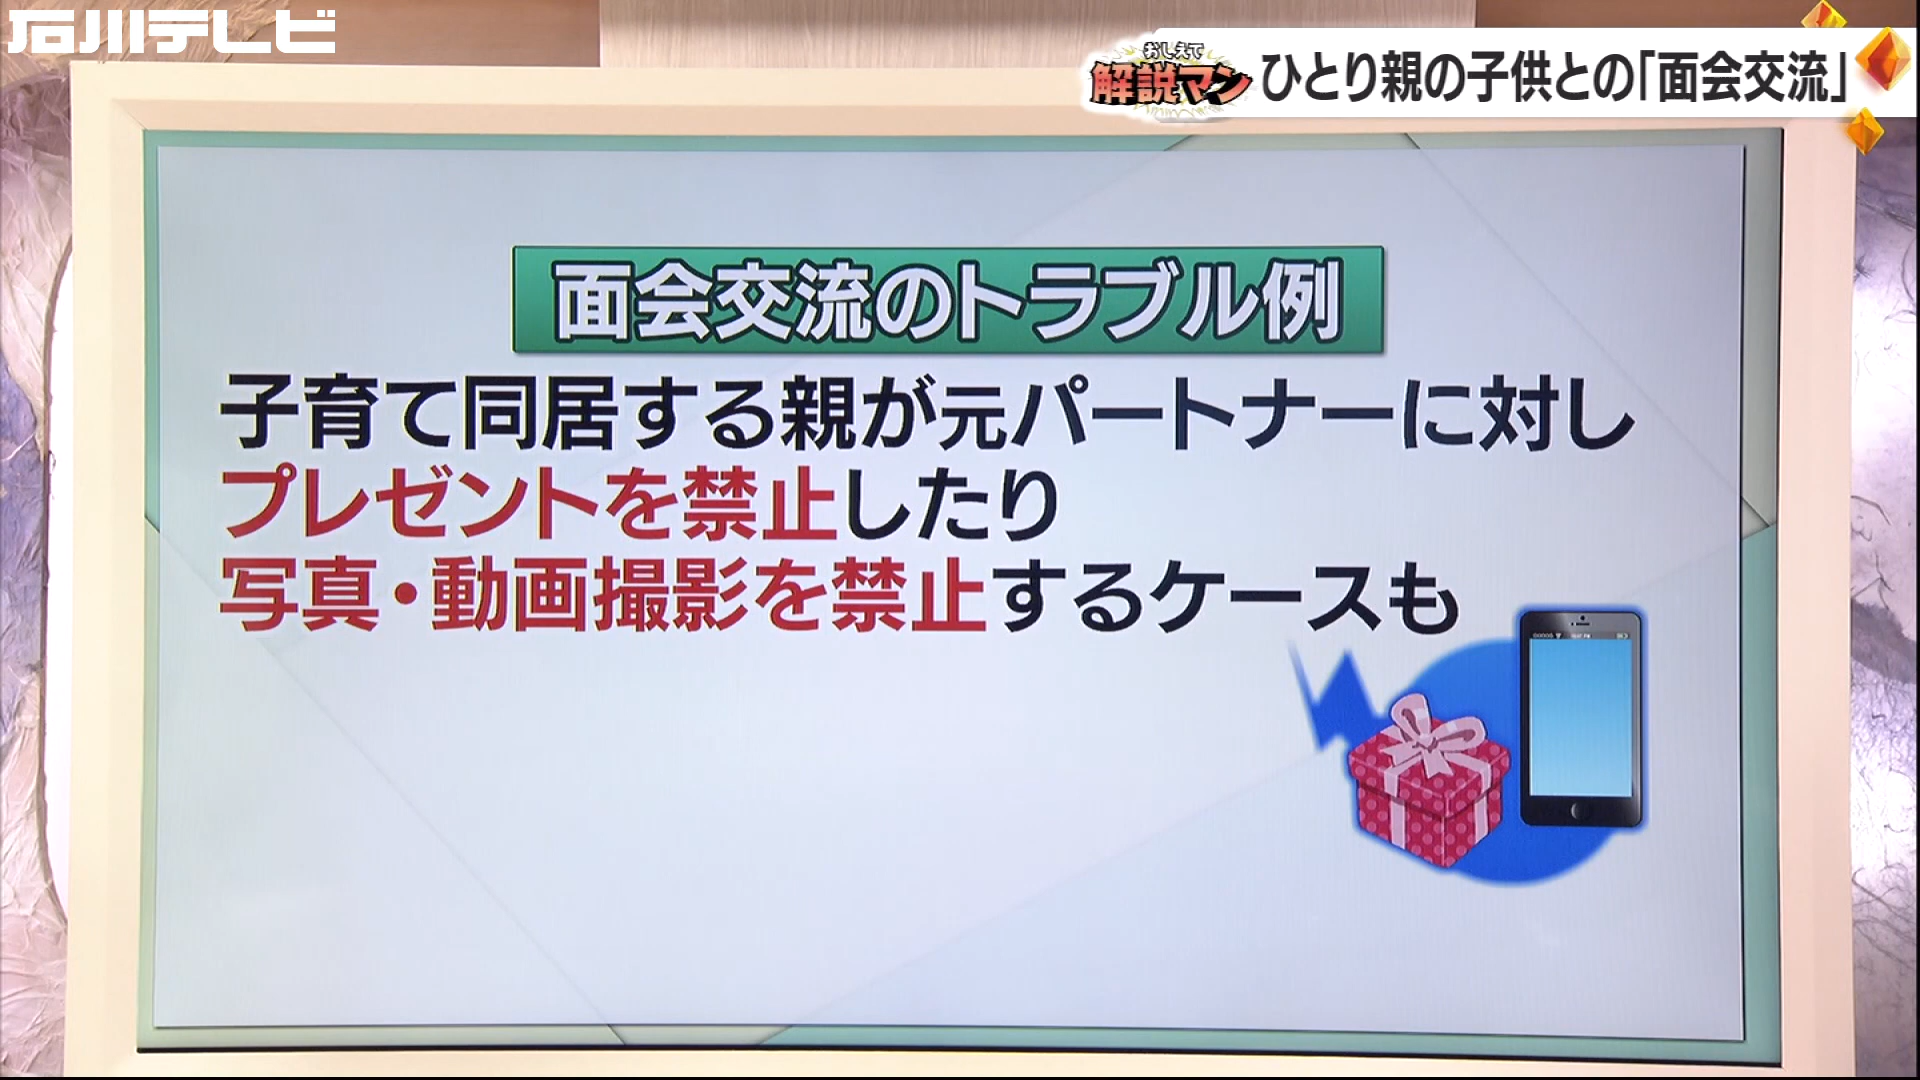 石川テレビ
おしえて
解説マン
ひとり親の子供との「面会交流」
面会交流のトラブル例
子育て同居する親が元パートナーに対し
プレゼントを禁止したり
写真・動画撮影を禁止するケースも